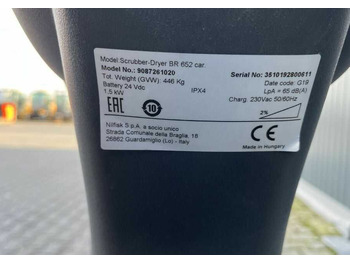 Model:Scrubber-Dryer BR 652 car.
Model No.: 9087261020
Tot. Weight (GVW): 446 Kg
Battery 24 Vdc
1,5 kW
IPX4
Serial No: 3510192800611
Date code: G19
LpA = 65 dB(A)
Charg. 230Vac 50/60Hz
EAC
10
2%
CE
Nilfisk S.p.A. a socio unico
Strada Comunale della Braglia, 18
26862 Guardamiglio (Lo) - Italy
Made in Hungary